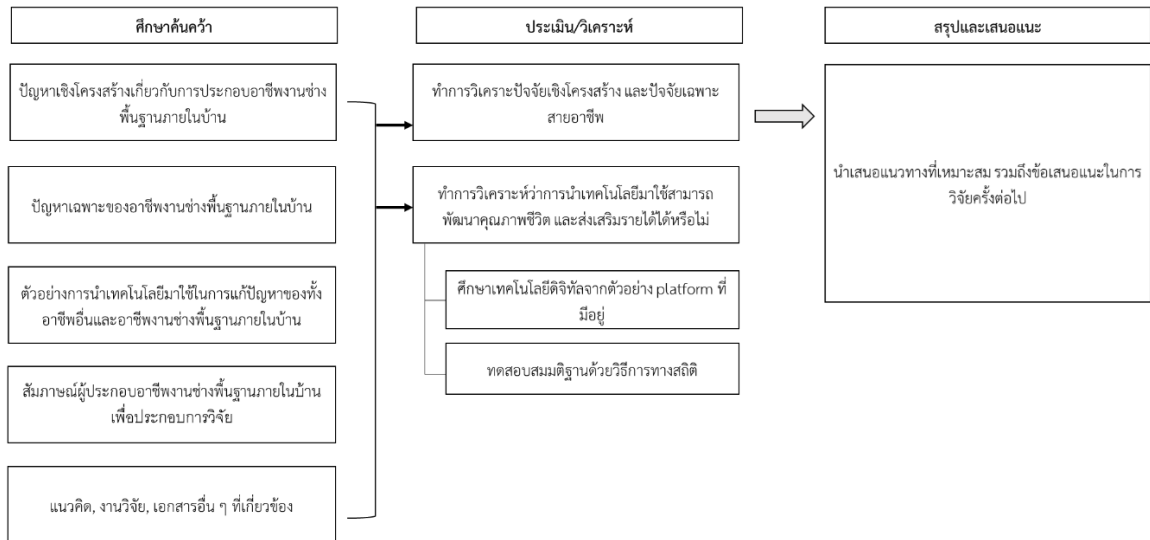 ศึกษาค้นคว้า
ปัญหาเชิงโครงสร้างเกี่ยวกับการประกอบอาชีพงานช่าง
พื้นฐานภายในบ้าน
ปัญหาเฉพาะของอาชีพงานช่างพื้นฐานภายในบ้าน
ตัวอย่างการนำเทคโนโลยีมาใช้ในการแก้ปัญหาของทั้ง
อาชีพอื่นและอาชีพงานช่างพื้นฐานภายในบ้าน
สัมภาษณ์ผู้ประกอบอาชีพงานช่างพื้นฐานภายในบ้าน
เพื่อประกอบการวิจัย
แนวคิด, งานวิจัย, เอกสารอื่น ๆ ที่เกี่ยวข้อง
ประเมิน/วิเคราะห์
ทำการวิเคราะปัจจัยเชิงโครงสร้าง และปัจจัยเฉพาะ
สายอาชีพ
ทำการวิเคราะห์ว่าการนำเทคโนโลยีมาใช้สามารถ
พัฒนาคุณภาพชีวิต และส่งเสริมรายได้ได้หรือไม่
ศึกษาเทคโนโลยีดิจิทัลจากตัวอย่าง platform ที่
มีอยู่
ทดสอบสมมติฐานด้วยวิธีการทางสถิติ
สรุปและเสนอแนะ
นำเสนอแนวทางที่เหมาะสม รวมถึงข้อเสนอแนะในการ
วิจัยครั้งต่อไป